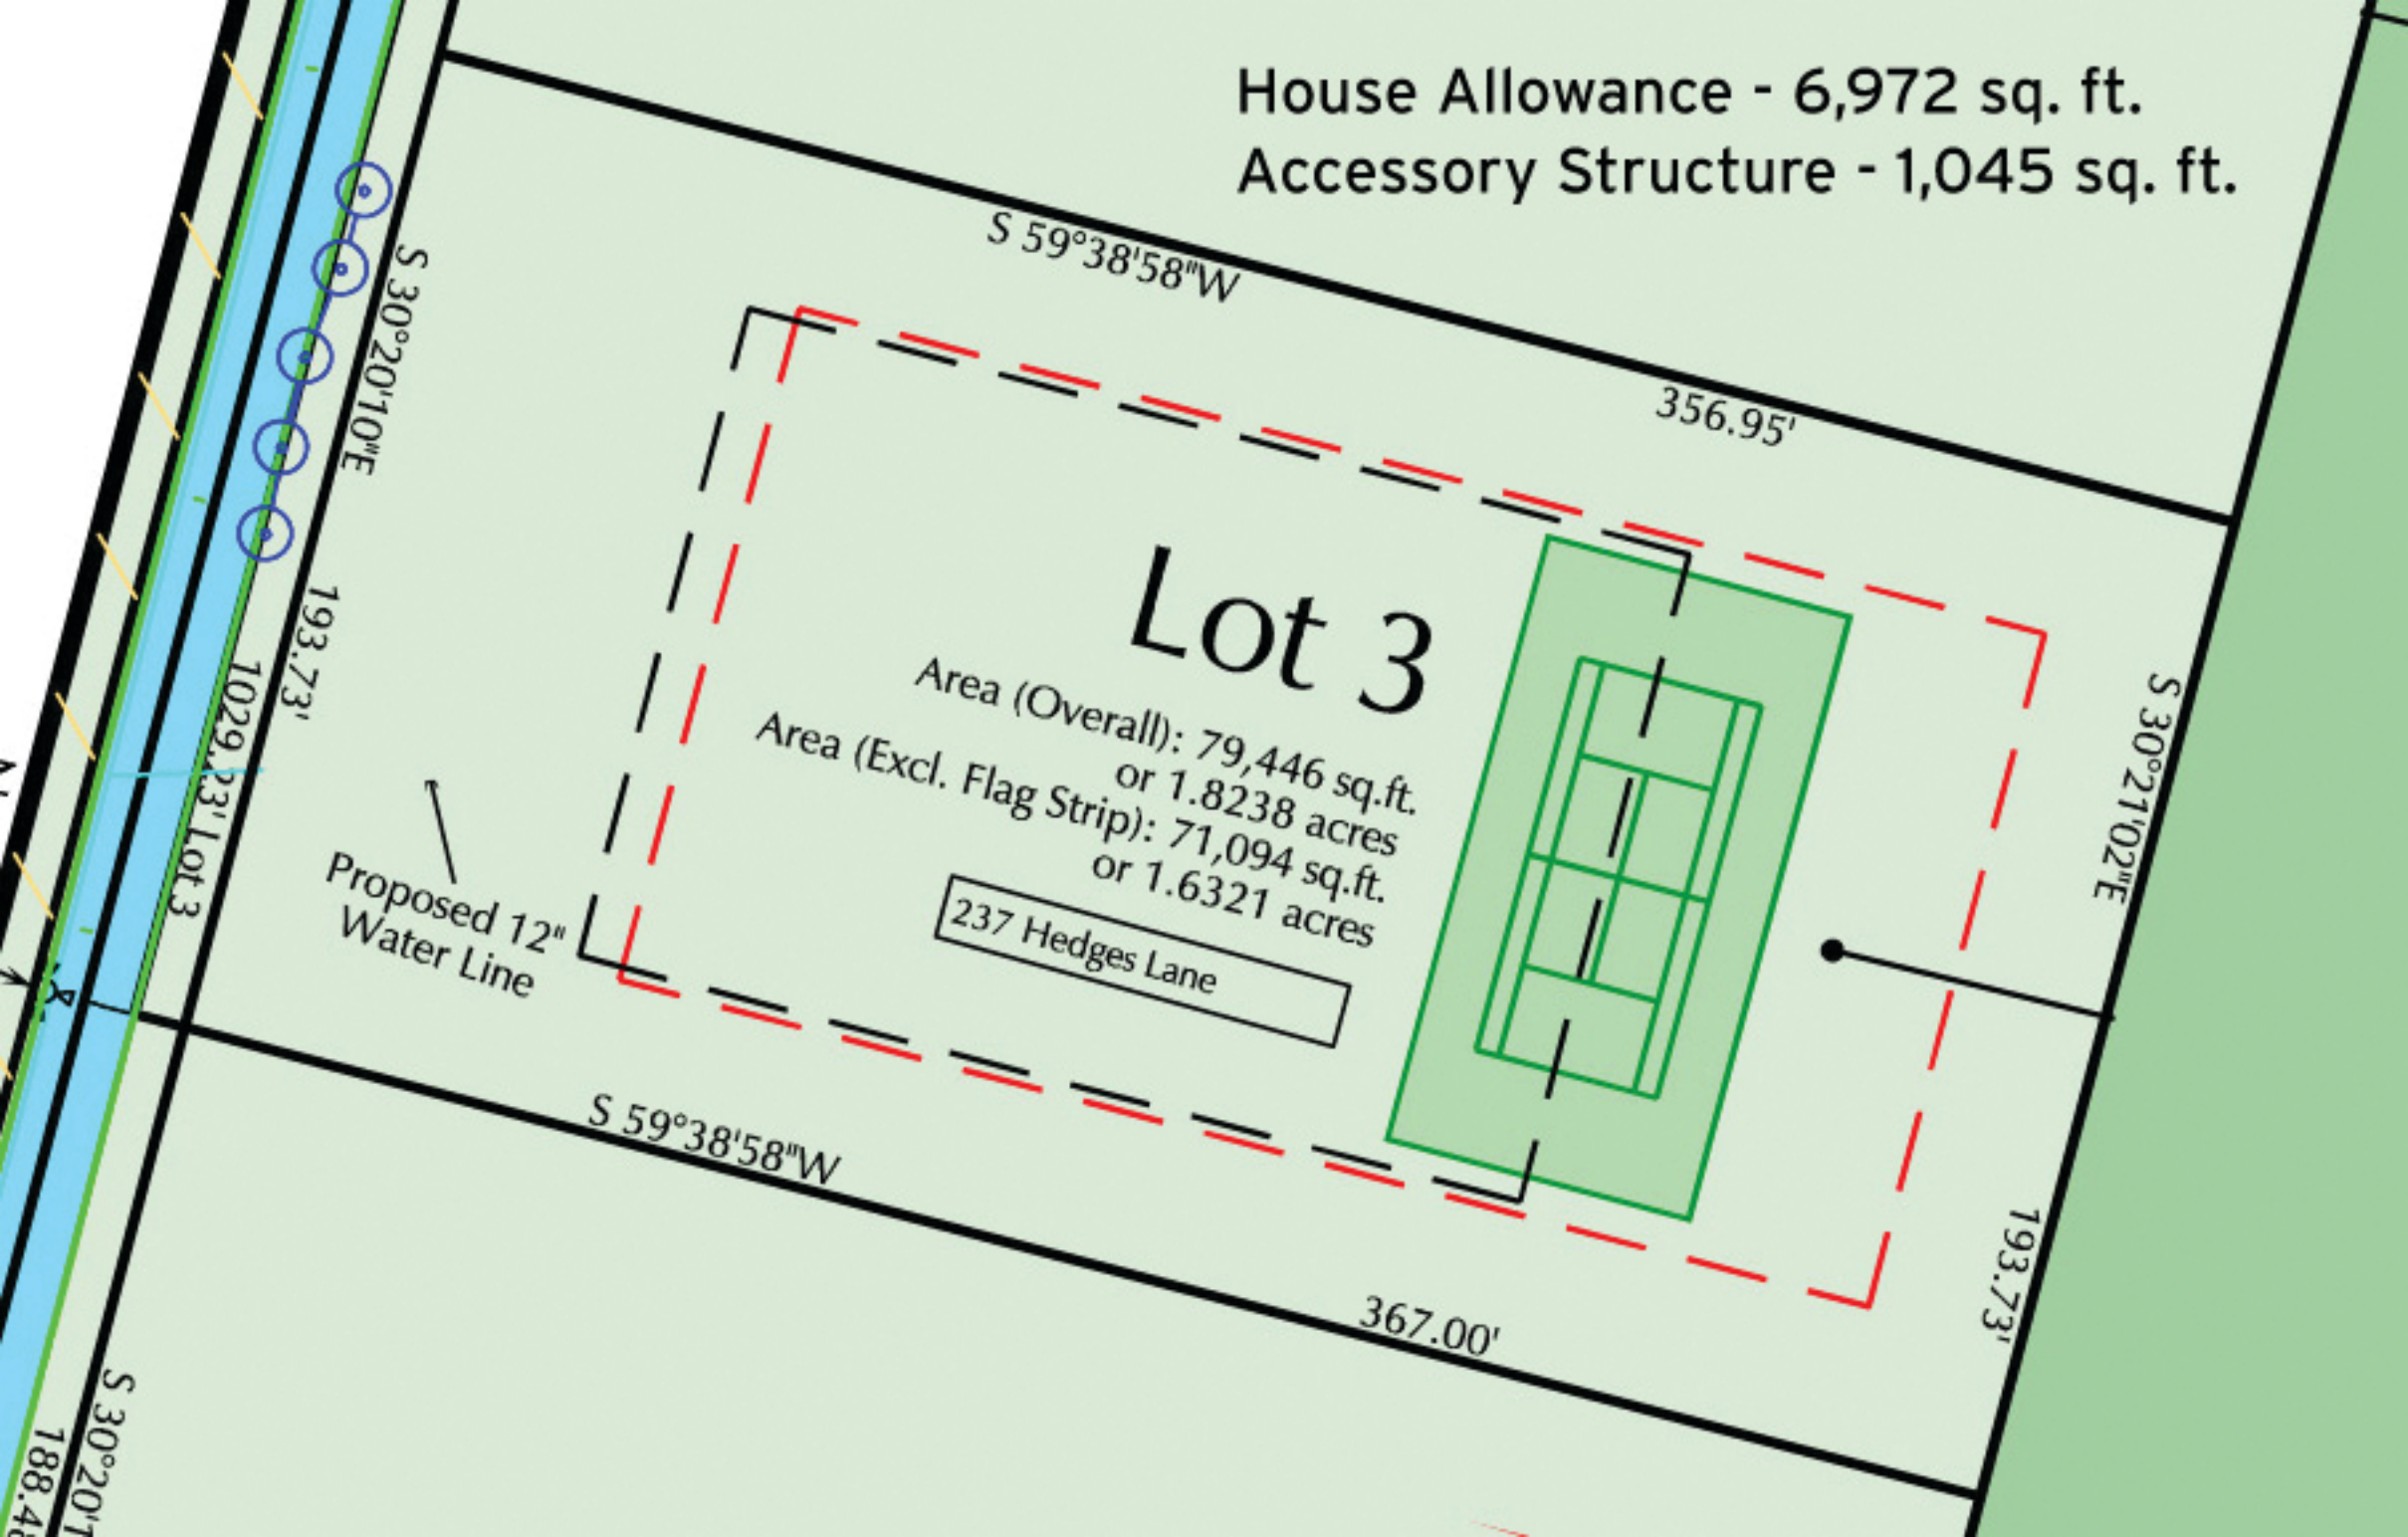 House Allowance - 6,972 sq. ft.
Accessory Structure - 1,045 sq. ft.
S 59°38'58"W
356.95'
S 30°20'10"E
193.73'
Lot 3
Lot 3
Area (Overall): 79,446 sq.ft.
or 1.8238 acres
Area (Excl. Flag Strip): 71,094 sq.ft.
or 1.6321 acres
237 Hedges Lane
Proposed 12"
Water Line
S 30°21'02"E
193.73'
S 59°38'58"W
367.00'